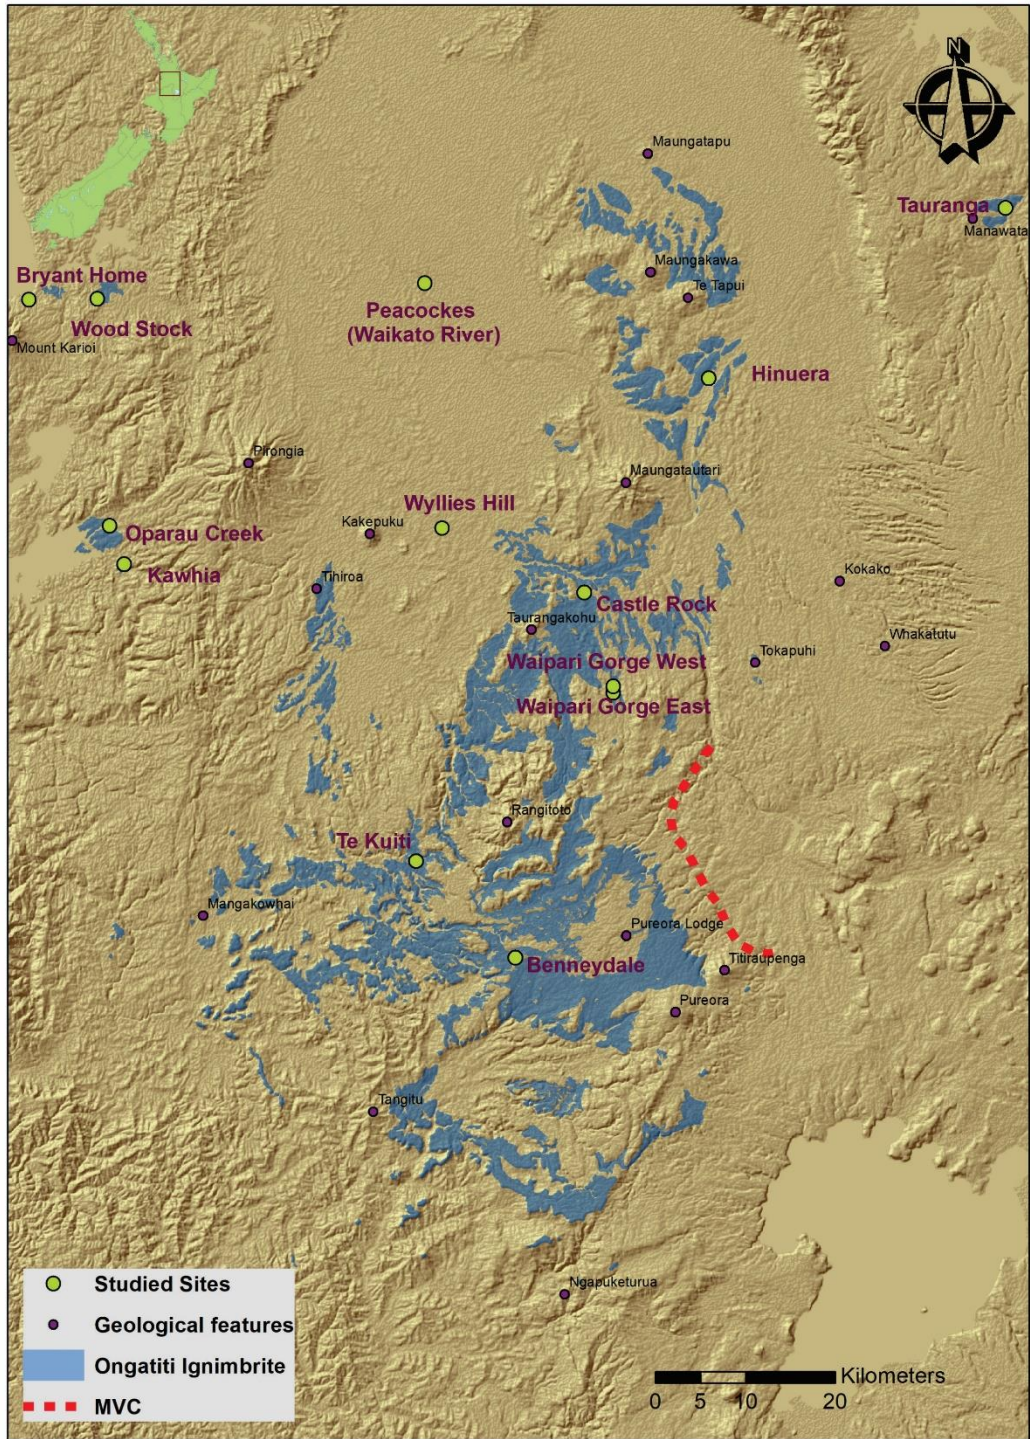 N
Maungatapu
Tauranga
Manawata
Bryant Home
Maungakawa
Te Tapui
Peacockes
(Waikato River)
Wood Stock
Mount Karioi
Hinuera
Pirongia
Maungatautari
Wyllies Hill
Kakepuku
Oparau Creek
Kawhia
Tihiroa
Kokako
Castle Rock
Taurangakohu
Whakatutu
Waipari Gorge West
Tokapuhi
Waipari Gorge East
Rangitoto
Te Kuiti
Mangakowhai
Pureora Lodge
Benneydale
Titiraupenga
Pureora
Tangitu
Ngapuketurua
Studied Sites
Geological features
Ongatiti Ignimbrite
MVC
Kilometers
0 5 10 20